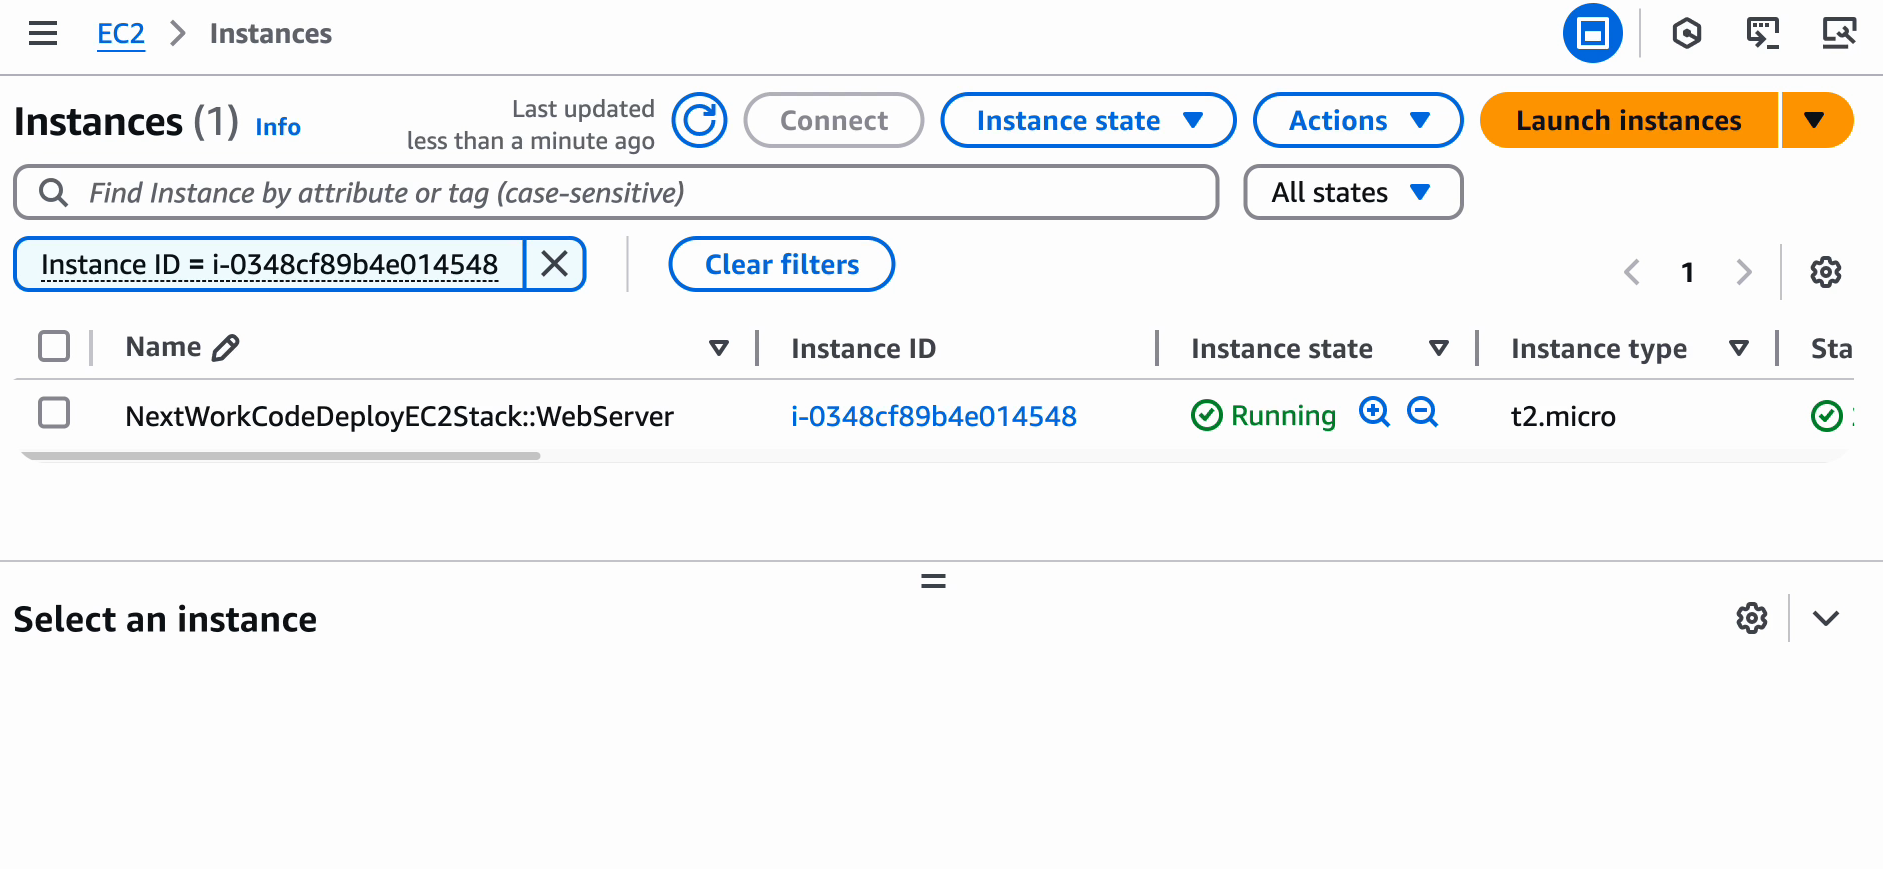 EC2 > Instances
Instances (1) Info
Last updated
less than a minute ago
Connect
Instance state
Actions
Launch instances
Find Instance by attribute or tag (case-sensitive)
All states
Instance ID = i-0348cf89b4e014548
Clear filters
1
Name Instance ID Instance state Instance type Sta
NextWorkCodeDeployEC2Stack::WebServer i-0348cf89b4e014548 Running t2.micro
Select an instance